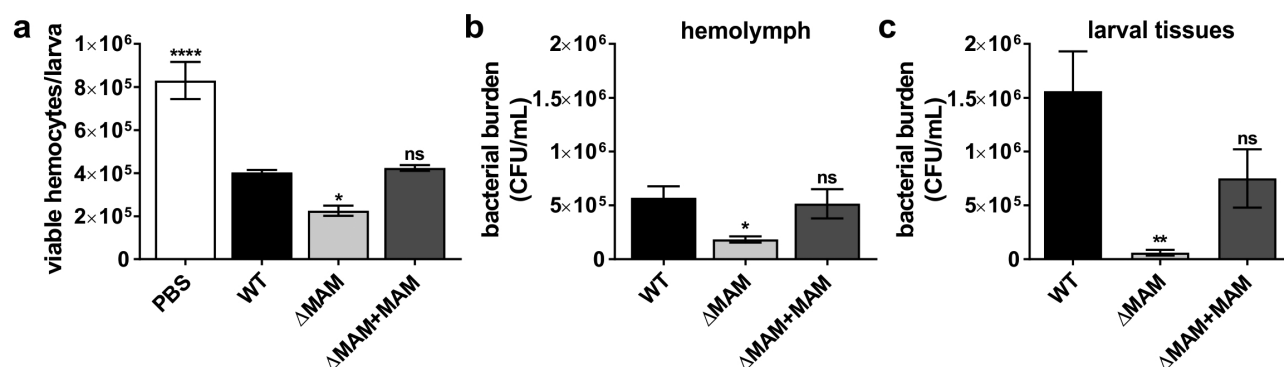 a
viable hemocytes/larva
1×10⁶
8×10⁵
6×10⁵
4×10⁵
2×10⁵
0
****
*
ns
PBS
WT
ΔMAM
ΔMAM+MAM
b
hemolymph
bacterial burden
(CFU/mL)
2×10⁶
1.5×10⁶
1×10⁶
5×10⁵
0
*
ns
WT
ΔMAM
ΔMAM+MAM
c
larval tissues
bacterial burden
(CFU/mL)
2×10⁶
1.5×10⁶
1×10⁶
5×10⁵
0
**
ns
WT
ΔMAM
ΔMAM+MAM